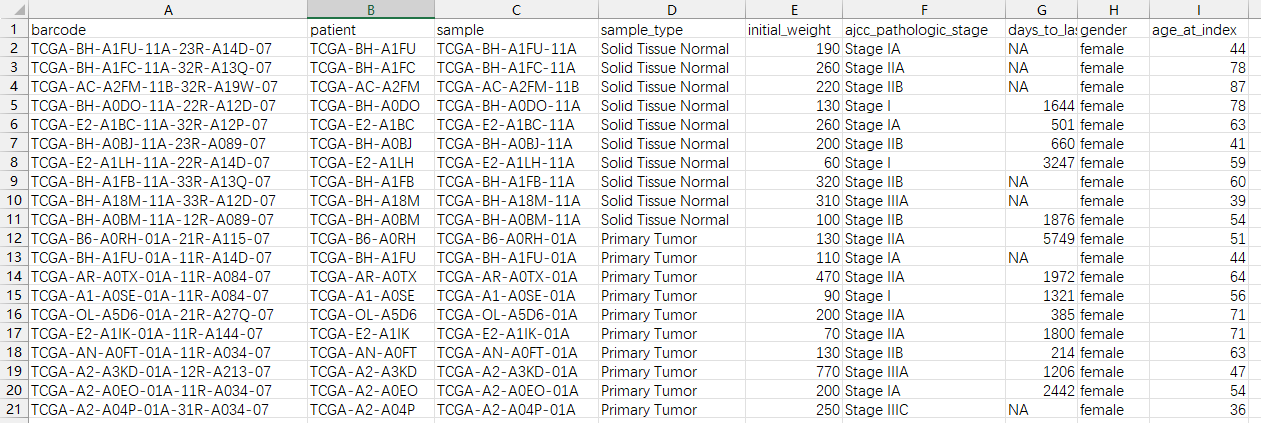 A B C D E F G H I
1 barcode patient sample sample_type initial_weight ajcc_pathologic_stage days_to_las gender age_at_index
2 TCGA-BH-A1FU-11A-23R-A14D-07 TCGA-BH-A1FU TCGA-BH-A1FU-11A Solid Tissue Normal 190 Stage IA NA female 44
3 TCGA-BH-A1FC-11A-32R-A13Q-07 TCGA-BH-A1FC TCGA-BH-A1FC-11A Solid Tissue Normal 260 Stage IIA NA female 78
4 TCGA-AC-A2FM-11B-32R-A19W-07 TCGA-AC-A2FM TCGA-AC-A2FM-11B Solid Tissue Normal 220 Stage IIB NA female 87
5 TCGA-BH-A0DO-11A-22R-A12D-07 TCGA-BH-A0DO TCGA-BH-A0DO-11A Solid Tissue Normal 130 Stage I 1644 female 78
6 TCGA-E2-A1BC-11A-32R-A12P-07 TCGA-E2-A1BC TCGA-E2-A1BC-11A Solid Tissue Normal 260 Stage IA 501 female 63
7 TCGA-BH-A0BJ-11A-23R-A089-07 TCGA-BH-A0BJ TCGA-BH-A0BJ-11A Solid Tissue Normal 200 Stage IIB 660 female 41
8 TCGA-E2-A1LH-11A-22R-A14D-07 TCGA-E2-A1LH TCGA-E2-A1LH-11A Solid Tissue Normal 60 Stage I 3247 female 59
9 TCGA-BH-A1FB-11A-33R-A13Q-07 TCGA-BH-A1FB TCGA-BH-A1FB-11A Solid Tissue Normal 320 Stage IIB NA female 60
10 TCGA-BH-A18M-11A-33R-A12D-07 TCGA-BH-A18M TCGA-BH-A18M-11A Solid Tissue Normal 310 Stage IIIA NA female 39
11 TCGA-BH-A0BM-11A-12R-A089-07 TCGA-BH-A0BM TCGA-BH-A0BM-11A Solid Tissue Normal 100 Stage IIB 1876 female 54
12 TCGA-B6-A0RH-01A-21R-A115-07 TCGA-B6-A0RH TCGA-B6-A0RH-01A Primary Tumor 130 Stage IIA 5749 female 51
13 TCGA-BH-A1FU-01A-11R-A14D-07 TCGA-BH-A1FU TCGA-BH-A1FU-01A Primary Tumor 110 Stage IA NA female 44
14 TCGA-AR-A0TX-01A-11R-A084-07 TCGA-AR-A0TX TCGA-AR-A0TX-01A Primary Tumor 470 Stage IIA 1972 female 64
15 TCGA-A1-A0SE-01A-11R-A084-07 TCGA-A1-A0SE TCGA-A1-A0SE-01A Primary Tumor 90 Stage I 1321 female 56
16 TCGA-OL-A5D6-01A-21R-A27Q-07 TCGA-OL-A5D6 TCGA-OL-A5D6-01A Primary Tumor 200 Stage IIA 385 female 71
17 TCGA-E2-A1IK-01A-11R-A144-07 TCGA-E2-A1IK TCGA-E2-A1IK-01A Primary Tumor 70 Stage IIA 1800 female 71
18 TCGA-AN-A0FT-01A-11R-A034-07 TCGA-AN-A0FT TCGA-AN-A0FT-01A Primary Tumor 130 Stage IIB 214 female 63
19 TCGA-A2-A3KD-01A-12R-A213-07 TCGA-A2-A3KD TCGA-A2-A3KD-01A Primary Tumor 770 Stage IIIA 1206 female 47
20 TCGA-A2-A0EO-01A-11R-A034-07 TCGA-A2-A0EO TCGA-A2-A0EO-01A Primary Tumor 200 Stage IA 2442 female 54
21 TCGA-A2-A04P-01A-31R-A034-07 TCGA-A2-A04P TCGA-A2-A04P-01A Primary Tumor 250 Stage IIIC NA female 36